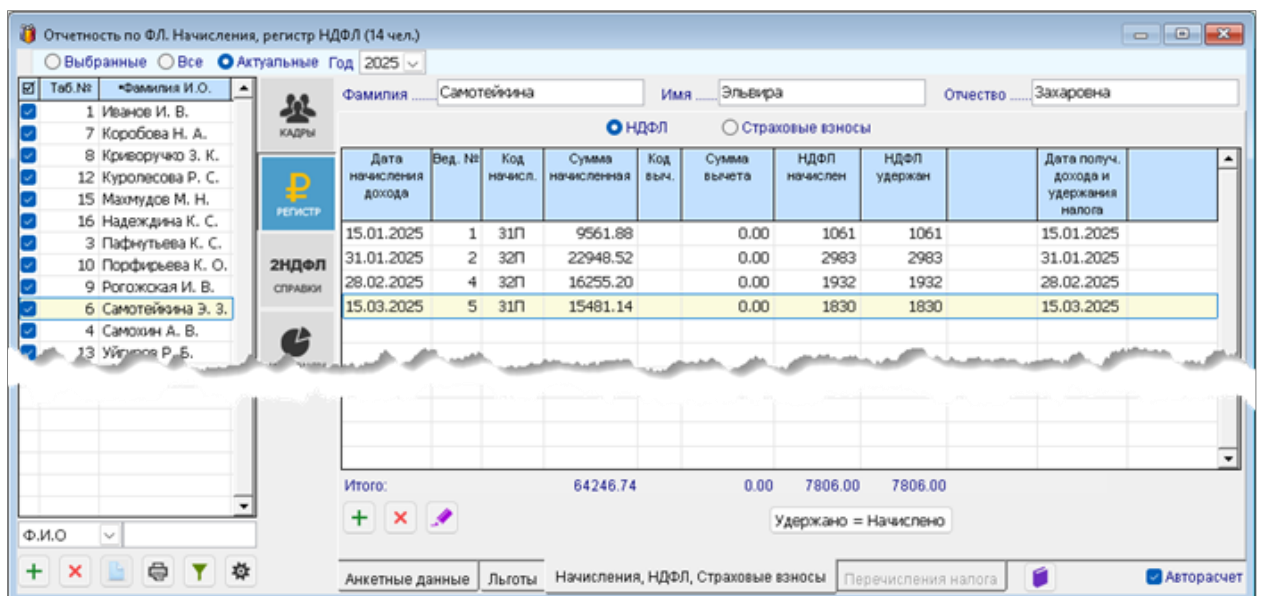 Отчетность по ФЛ. Начисления, регистр НДФЛ (14 чел.)
Выбранные Все Актуальные Год 2025
Таб.№ Фамилия И.О.
1 Иванов И. В.
7 Коробова Н. А.
8 Криворучко З. К.
12 Куролесова Р. С.
15 Махмудов М. Н.
16 Надеждина К. С.
3 Пафнутьева К. С.
10 Порфирьева К. О.
9 Рогожская И. В.
6 Самотейкина Э. З.
4 Самохин А. В.
13 Уйгуров Р. Б.
Ф.И.О
КАДРЫ
РЕГИСТР
2НДФЛ
СПРАВКИ
Фамилия ...... Самотейкина Имя ..... Эльвира Отчество ..... Захаровна
НДФЛ Страховые взносы
Дата начисления дохода Вед. № Код начисл. Сумма начисленная Код выч. Сумма вычета НДФЛ начислен НДФЛ удержан Дата получ. дохода и удержания налога
15.01.2025 1 31П 9561.88 0.00 1061 1061 15.01.2025
31.01.2025 2 32П 22948.52 0.00 2983 2983 31.01.2025
28.02.2025 4 32П 16255.20 0.00 1932 1932 28.02.2025
15.03.2025 5 31П 15481.14 0.00 1830 1830 15.03.2025
Итого: 64246.74 0.00 7806.00 7806.00
Удержано = Начислено
Анкетные данные Льготы Начисления, НДФЛ, Страховые взносы Перечисления налога Авторасчет